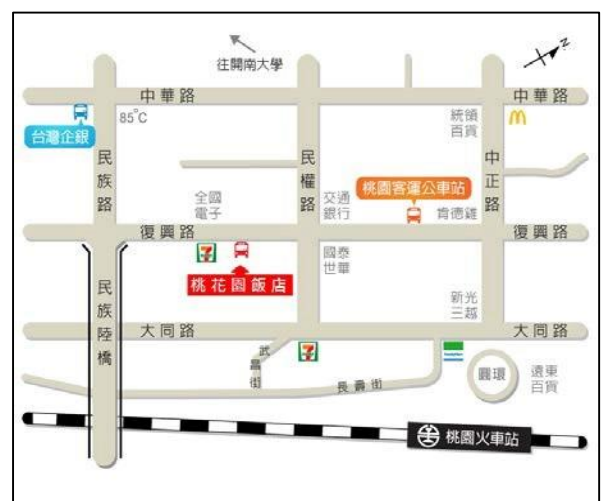 往開南大學
N
中華路
中華路
85°C
台灣企銀
統領
百貨
民族路
民權路
中正路
全國
電子
交通
銀行
桃園客運公車站
肯德雞
復興路
復興路
7
桃花園飯店
國泰
世華
民族陸橋
新光
三越
大同路
大同路
武昌街
7
長壽街
圓環
遠東
百貨
桃園火車站